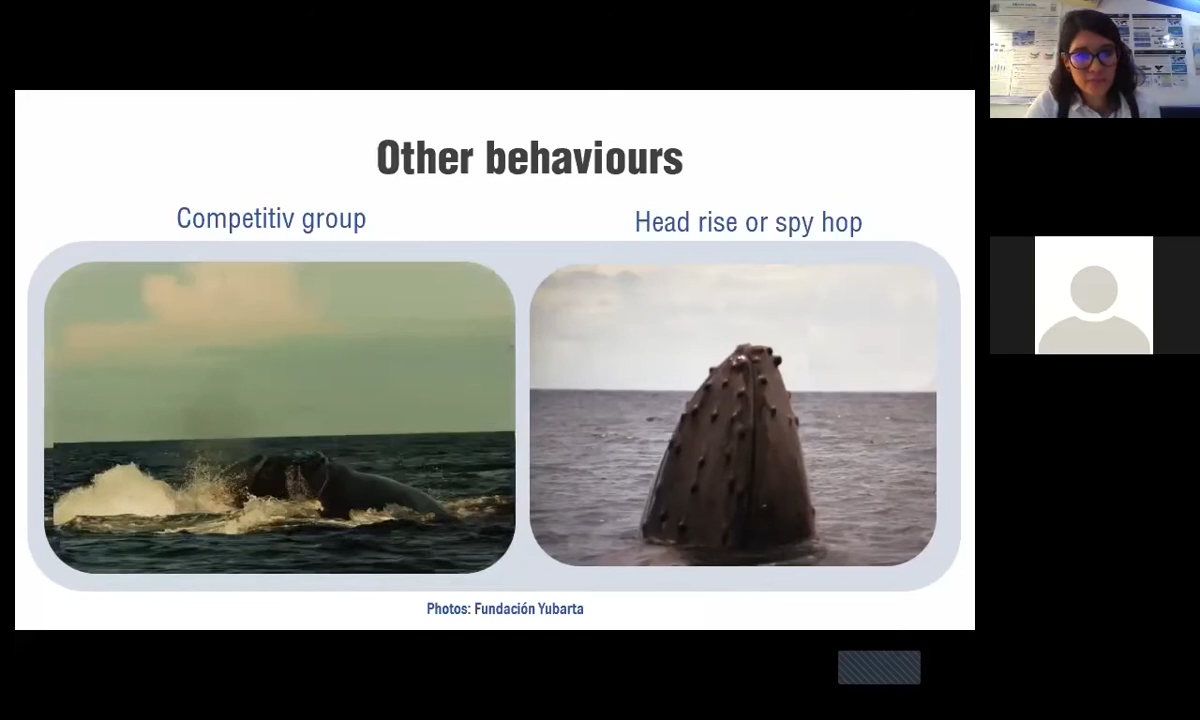 Other behaviours
Competitiv group
Head rise or spy hop
Photos: Fundación Yubarta